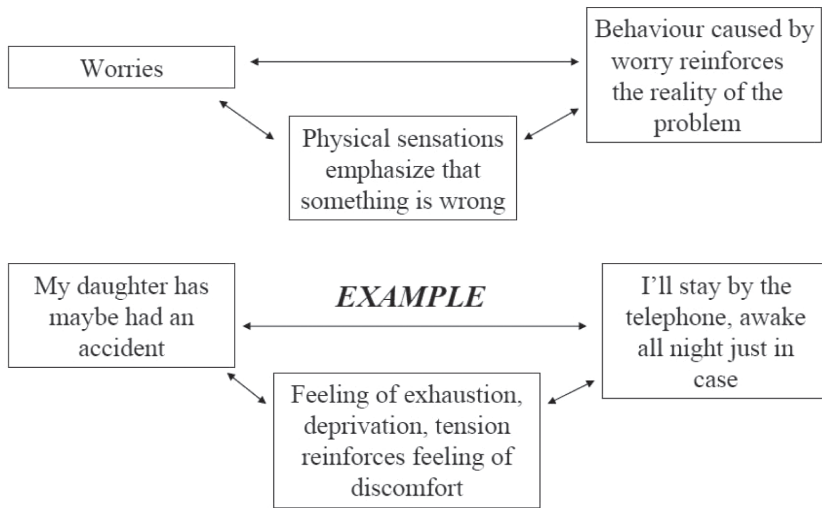 Worries
Behaviour caused by
worry reinforces
the reality of the
problem
Physical sensations
emphasize that
something is wrong
My daughter has
maybe had an
accident
EXAMPLE
I'll stay by the
telephone, awake
all night just in
case
Feeling of exhaustion,
deprivation, tension
reinforces feeling of
discomfort